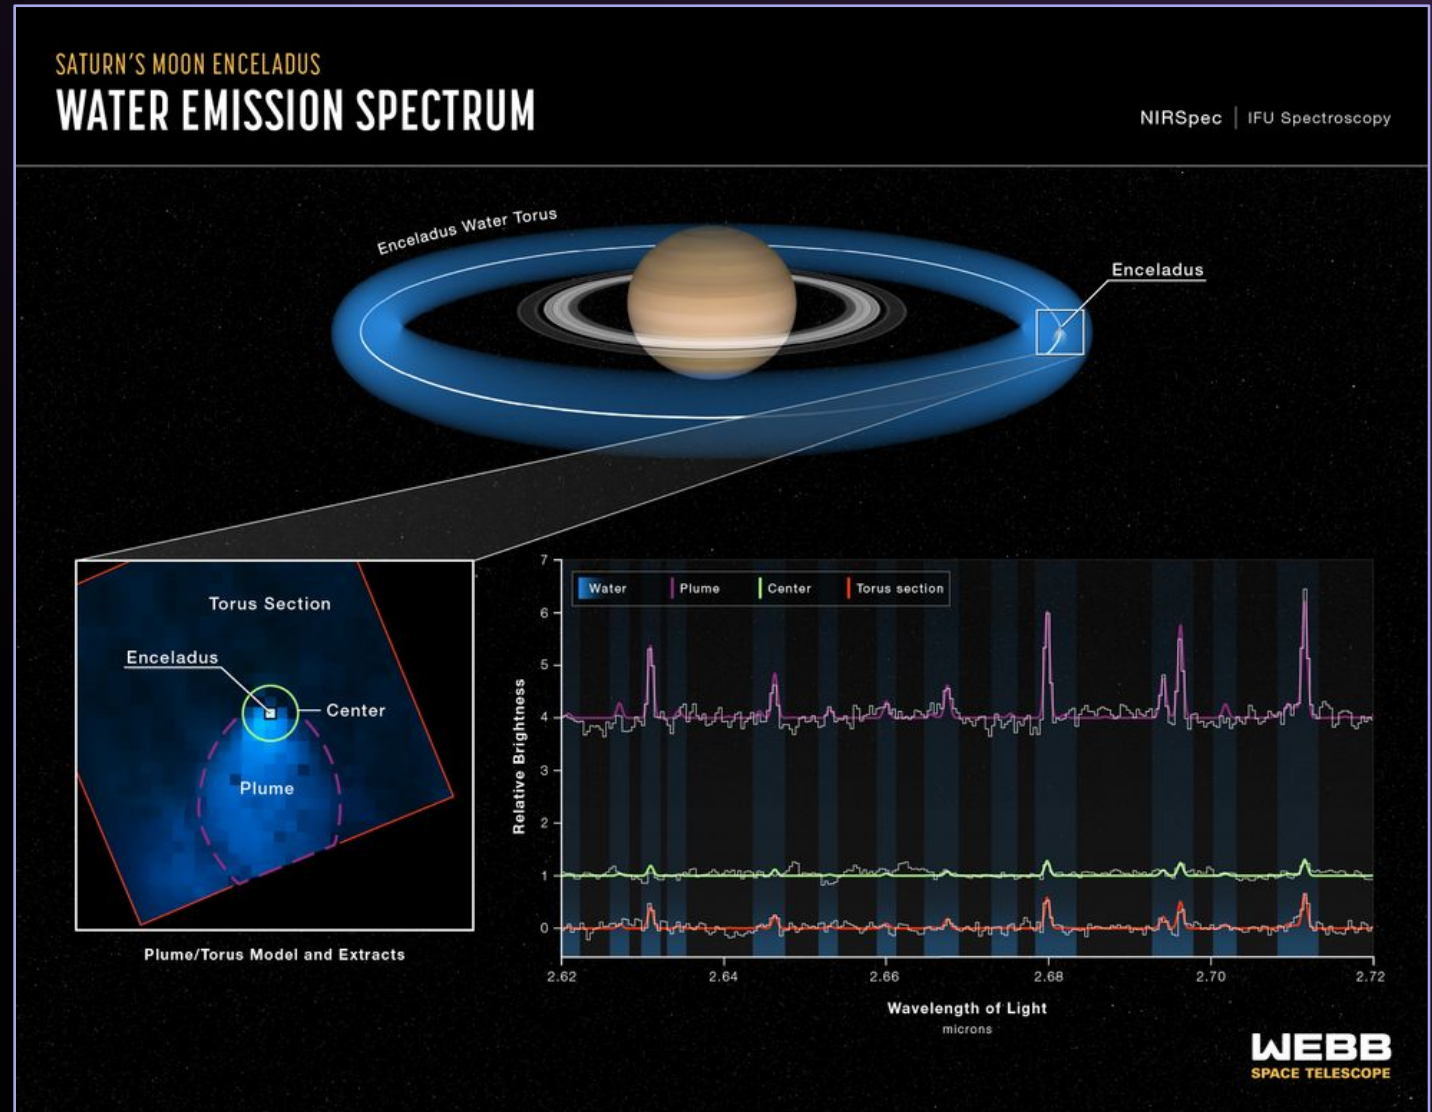 SATURN'S MOON ENCELADUS
WATER EMISSION SPECTRUM
NIRSpec | IFU Spectroscopy
Enceladus Water Torus
Enceladus
Torus Section
Enceladus
Center
Plume
Plume/Torus Model and Extracts
Water Plume Center Torus section
7
6
5
4
3
2
1
0
Relative Brightness
2.62 2.64 2.66 2.68 2.70 2.72
Wavelength of Light
microns
WEBB
SPACE TELESCOPE